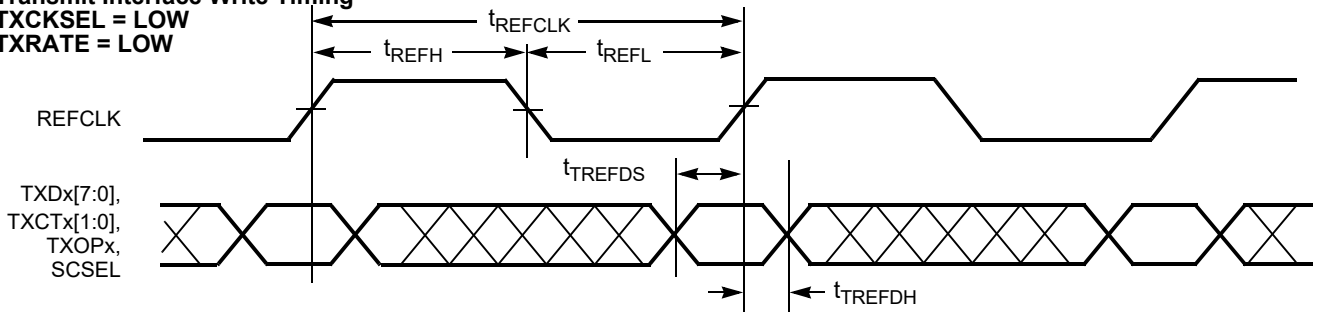 Transmit Interface Write Timing
TXCKSEL = LOW
TXRATE = LOW
tREFCLK
tREFH
tREFL
REFCLK
tTREFDS
TXDx[7:0],
TXCTx[1:0],
TXOPx,
SCSEL
tTREFDH